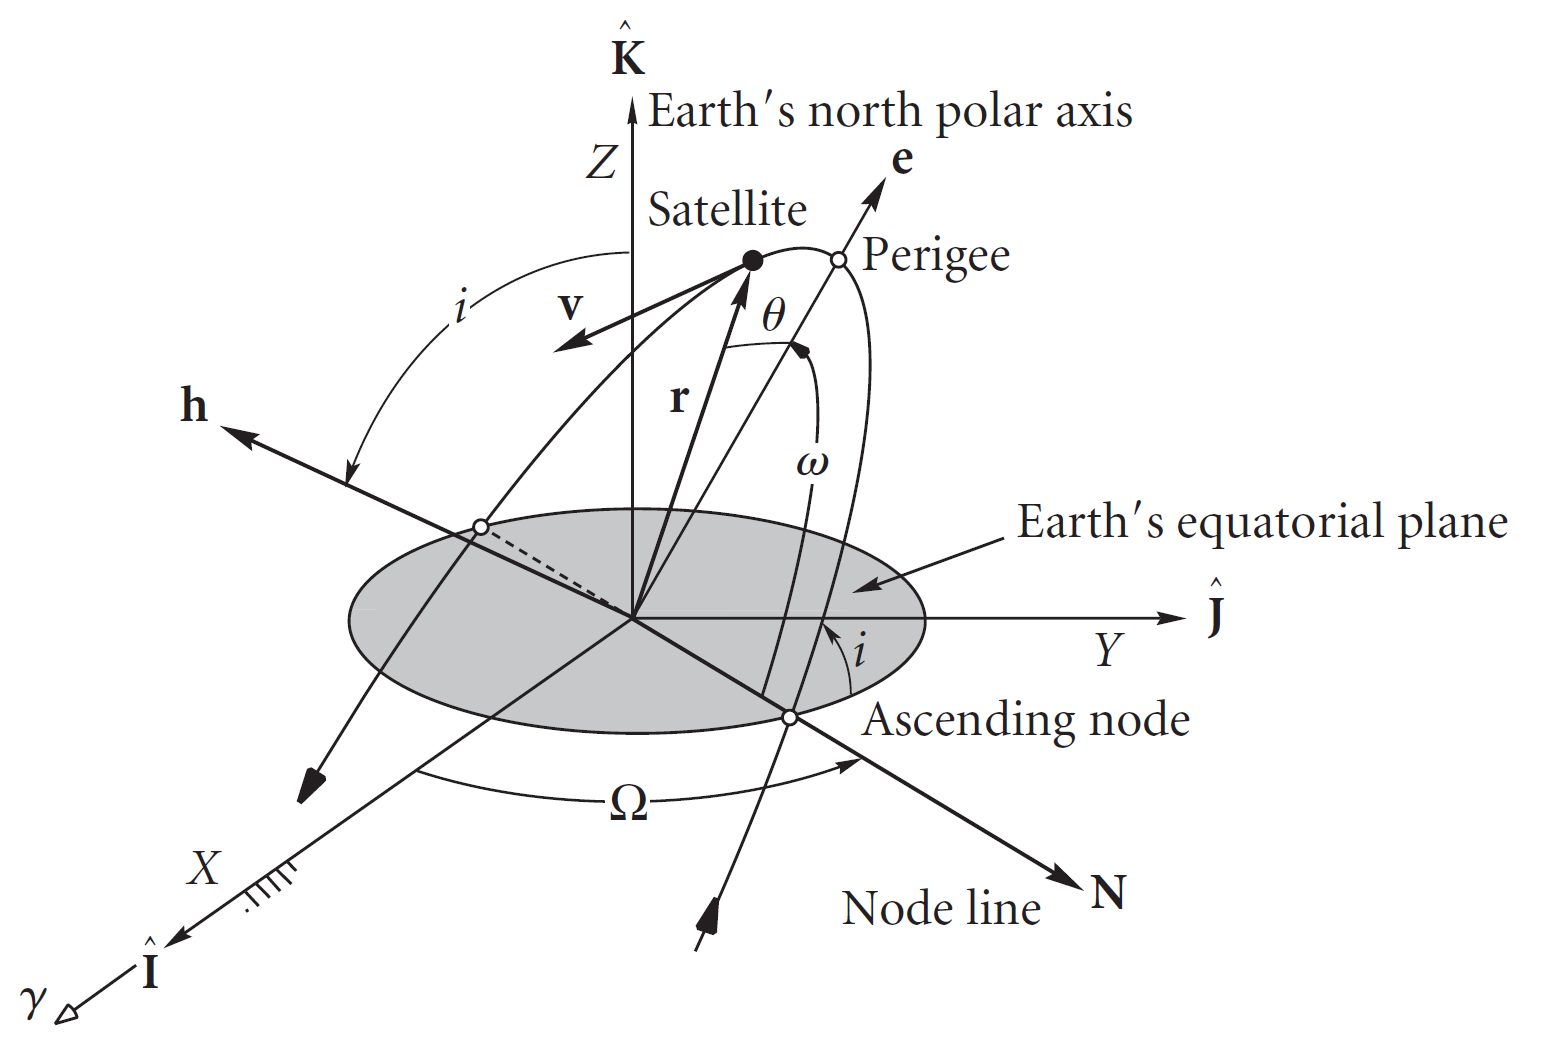 K̂
Earth's north polar axis
Z
e
Satellite
Perigee
i
v
θ
h
r
ω
Earth's equatorial plane
Ĵ
Y
i
Ascending node
Ω
X
Node line
N
Î
γ